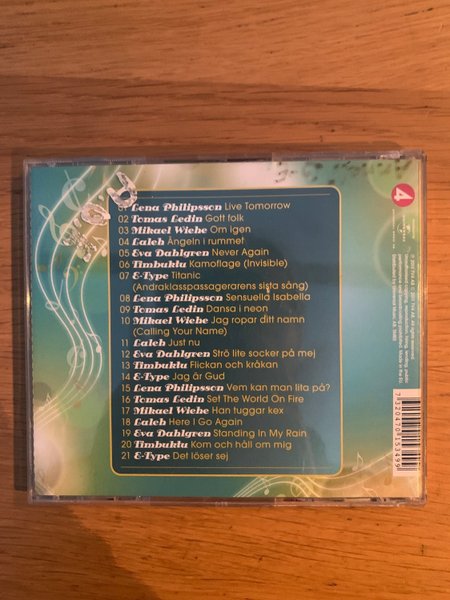 4
01 Lena Philipsson Live Tomorrow
02 Tomas Ledin Gott folk
03 Mikael Wiehe Om igen
04 Laleh Ängeln i rummet
05 Eva Dahlgren Never Again
06 Timbuktu Kamoflage (Invisible)
07 E-Type Titanic
(Andraklasspassagerarens sista sång)
08 Lena Philipsson Sensuella Isabella
09 Tomas Ledin Dansa i neon
10 Mikael Wiehe Jag ropar ditt namn
(Calling Your Name)
11 Laleh Just nu
12 Eva Dahlgren Strö lite socker på mej
13 Timbuktu Flickan och kråkan
14 E-Type Jag är Gud
15 Lena Philipsson Vem kan man lita på?
16 Tomas Ledin Set The World On Fire
17 Mikael Wiehe Han tuggar kex
18 Laleh Here I Go Again
19 Eva Dahlgren Standing In My Rain
20 Timbuktu Kom och håll om mig
21 E-Type Det löser sej
7320470153499